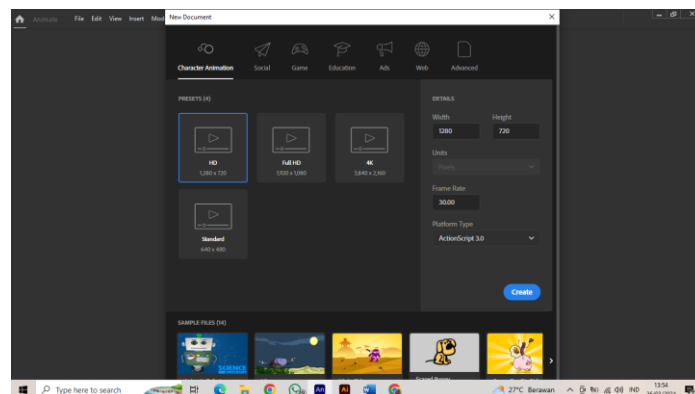 Animate File Edit View Insert Mod
New Document
Character Animation Social Game Education Ads Web Advanced
PRESETS (4)
HD
1,280 x 720
Full HD
1,920 x 1,080
4K
3,840 x 2,160
Standard
640 x 480
DETAILS
Width Height
1280 720
Units
Pixels
Frame Rate
30.00
Platform Type
ActionScript 3.0
Create
SAMPLE FILES (14)
SCIENCE
Type here to search
27°C Berawan
IND
13:54